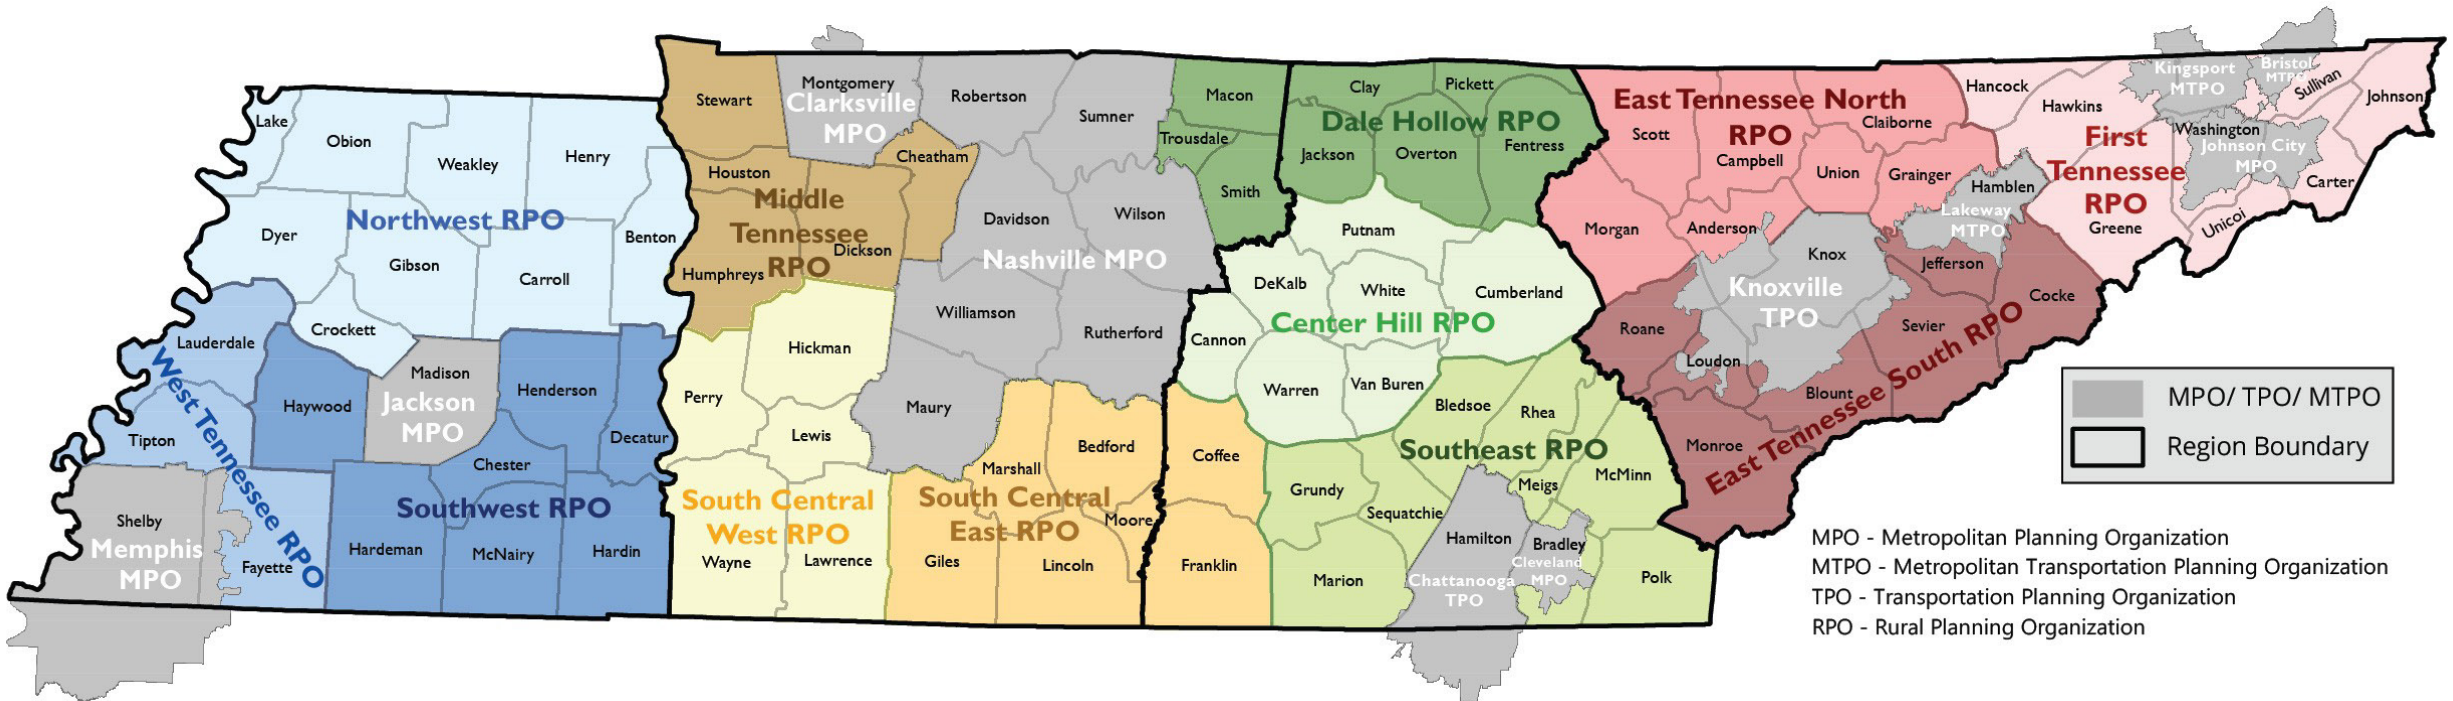 Lake
Obion
Weakley
Henry
Northwest RPO
Dyer
Gibson
Carroll
Benton
Crockett
Lauderdale
Tipton
West Tennessee RPO
Fayette
Shelby
Memphis
MPO
Haywood
Madison
Jackson
MPO
Henderson
Decatur
Chester
Southwest RPO
Hardeman
McNairy
Hardin
Stewart
Houston
Middle
Tennessee
RPO
Humphreys
Dickson
Cheatham
Montgomery
Clarksville
MPO
Robertson
Sumner
Davidson
Wilson
Nashville MPO
Williamson
Rutherford
Maury
Hickman
Perry
Lewis
South Central
West RPO
Wayne
Lawrence
Marshall
Bedford
South Central
East RPO
Moore
Giles
Lincoln
Coffee
Franklin
Macon
Trousdale
Smith
Clay
Pickett
Dale Hollow RPO
Jackson
Overton
Fentress
Putnam
DeKalb
White
Cumberland
Center Hill RPO
Cannon
Warren
Van Buren
Bledsoe
Rhea
Southeast RPO
Grundy
Sequatchie
Meigs
McMinn
Marion
Hamilton
Chattanooga
TPO
Bradley
Cleveland
MPO
Polk
East Tennessee North
RPO
Scott
Claiborne
Campbell
Union
Grainger
Morgan
Anderson
Knox
Knoxville
TPO
Roane
Loudon
Blount
Monroe
Sevier
Jefferson
Cocke
East Tennessee South RPO
Hamblen
Lakeway
MTPO
Hancock
Hawkins
First
Tennessee
RPO
Greene
Kingsport
MTPO
Bristol
MTPO
Sullivan
Johnson
Washington
Johnson City
MPO
Carter
Unicoi
MPO/ TPO/ MTPO
Region Boundary
MPO - Metropolitan Planning Organization
MTPO - Metropolitan Transportation Planning Organization
TPO - Transportation Planning Organization
RPO - Rural Planning Organization